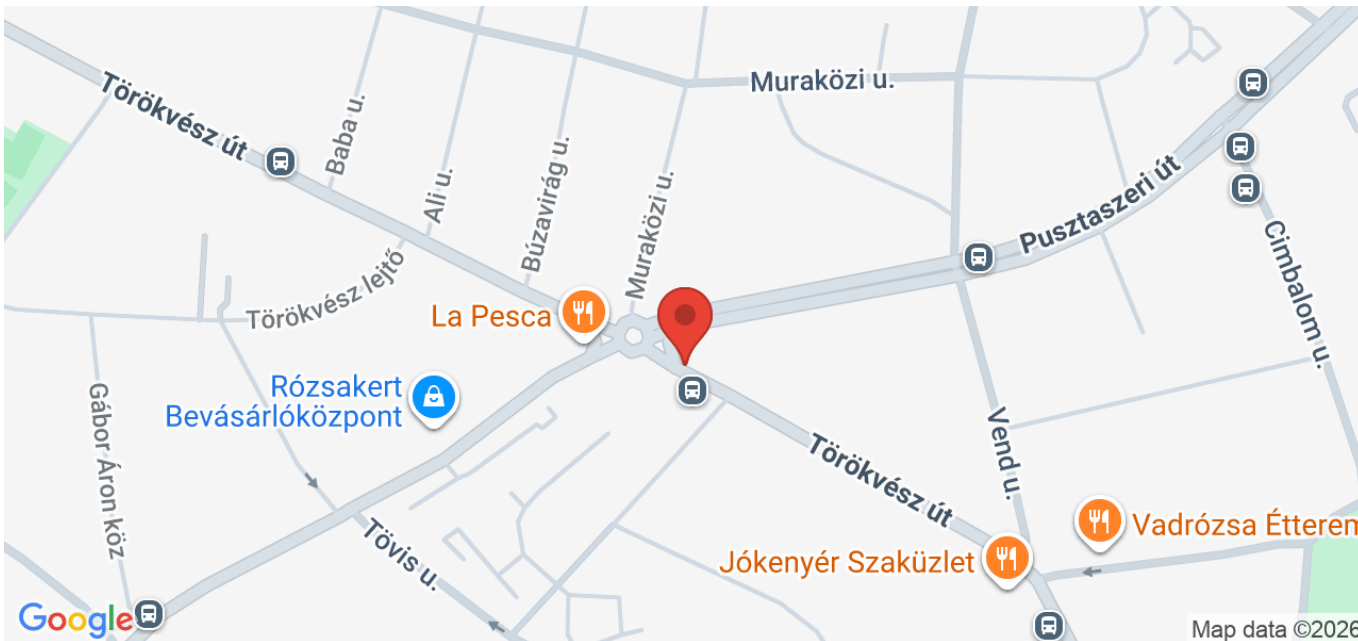 Muraközi u.
Törökvész út
Baba u.
Ali u.
Búzavirág u.
Muraközi u.
Pusztaszeri út
Cimbalom u.
Törökvész lejtő
La Pesca
Rózsakert
Bevásárlóközpont
Gábor Áron köz
Vend u.
Törökvész út
Tövis u.
Vadrózsa Étterem
Jókenyér Szaküzlet
Google
Map data ©2026